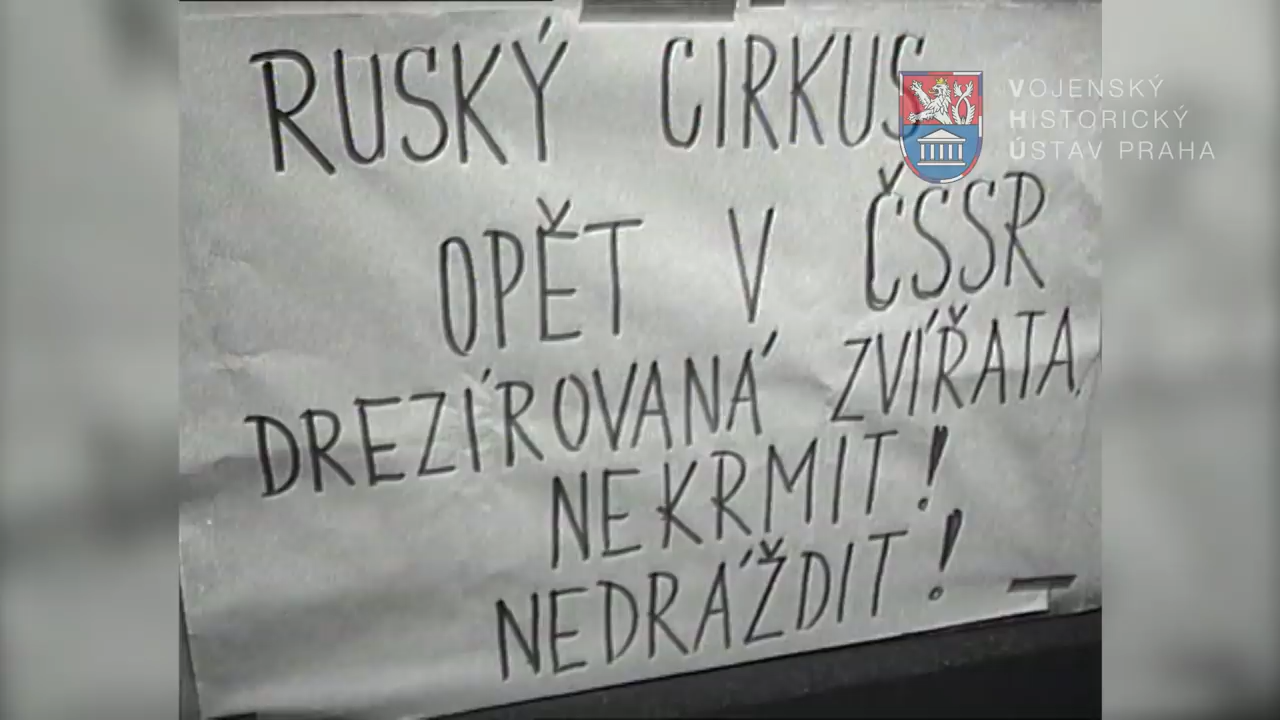 RUSKÝ CIRKUS
OPĚT V ČSSR
DREZÍROVANÁ ZVÍŘATA.
NEKRMIT!
NEDRÁŽDIT!
VOJENSKÝ
HISTORICKÝ
ÚSTAV PRAHA